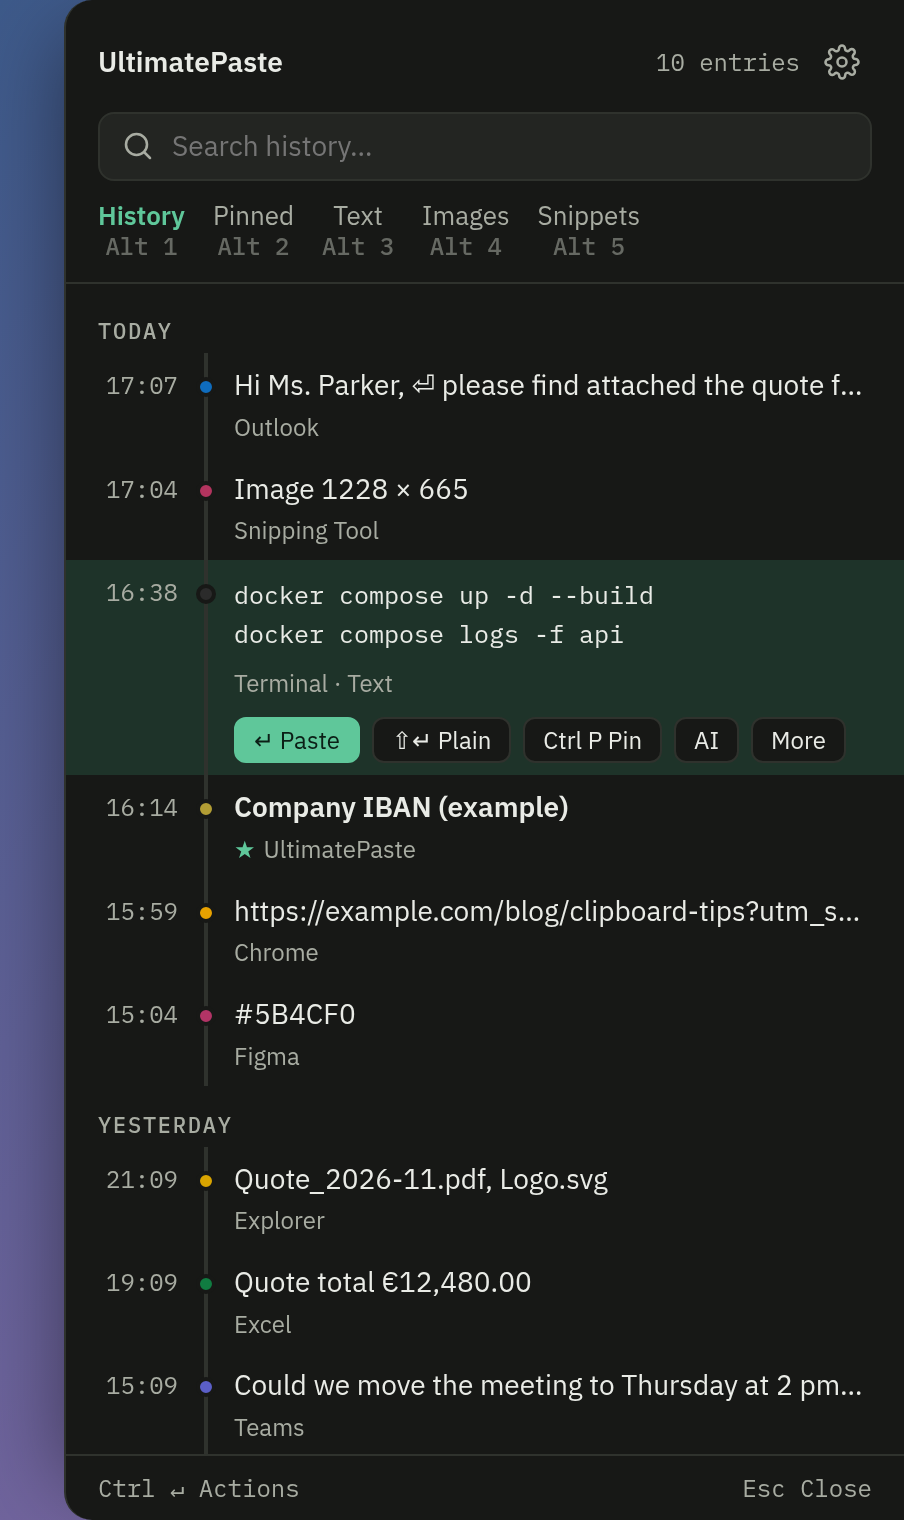 UltimatePaste
10 entries
Search history...
History Pinned Text Images Snippets
Alt 1 Alt 2 Alt 3 Alt 4 Alt 5
TODAY
17:07 Hi Ms. Parker, ⏎ please find attached the quote f...
Outlook
17:04 Image 1228 × 665
Snipping Tool
16:38 docker compose up -d --build
docker compose logs -f api
Terminal · Text
↵ Paste ⇧↵ Plain Ctrl P Pin AI More
16:14 Company IBAN (example)
★ UltimatePaste
15:59 https://example.com/blog/clipboard-tips?utm_s...
Chrome
15:04 #5B4CF0
Figma
YESTERDAY
21:09 Quote_2026-11.pdf, Logo.svg
Explorer
19:09 Quote total €12,480.00
Excel
15:09 Could we move the meeting to Thursday at 2 pm...
Teams
Ctrl ↵ Actions
Esc Close